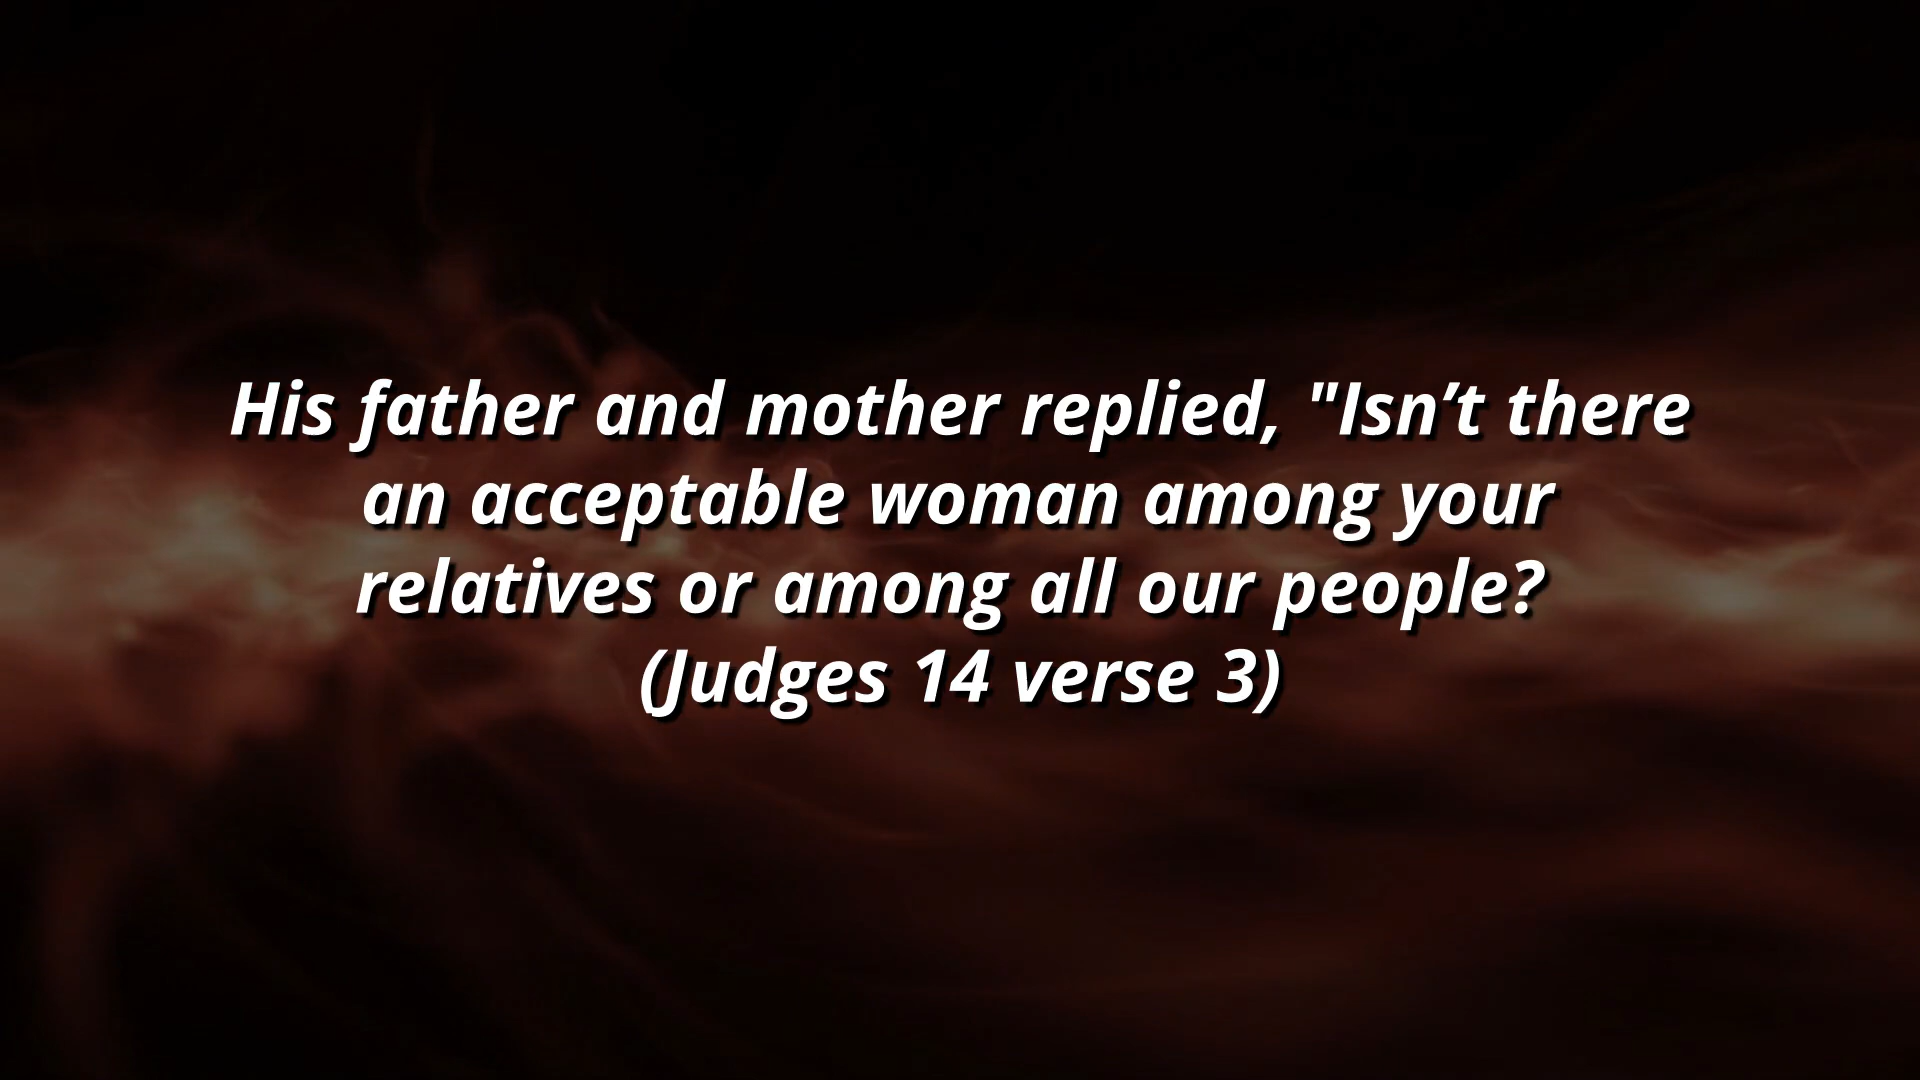 His father and mother replied, "Isn’t there
an acceptable woman among your
relatives or among all our people?
(Judges 14 verse 3)